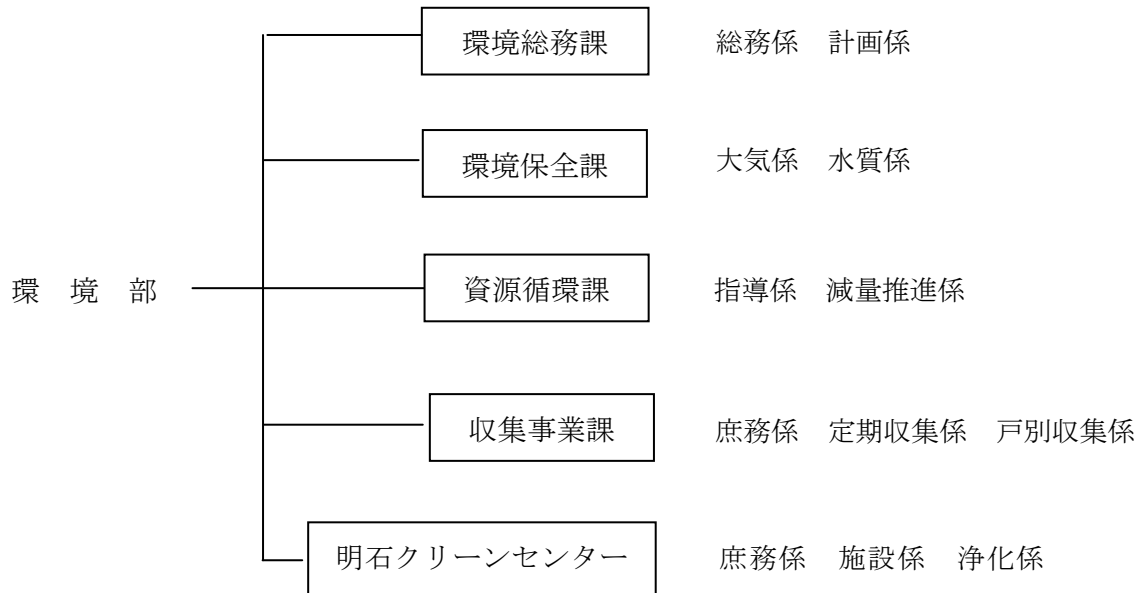 環境総務課 総務係 計画係
環境保全課 大気係 水質係
環境部 資源循環課 指導係 減量推進係
収集事業課 庶務係 定期収集係 戸別収集係
明石クリーンセンター 庶務係 施設係 浄化係